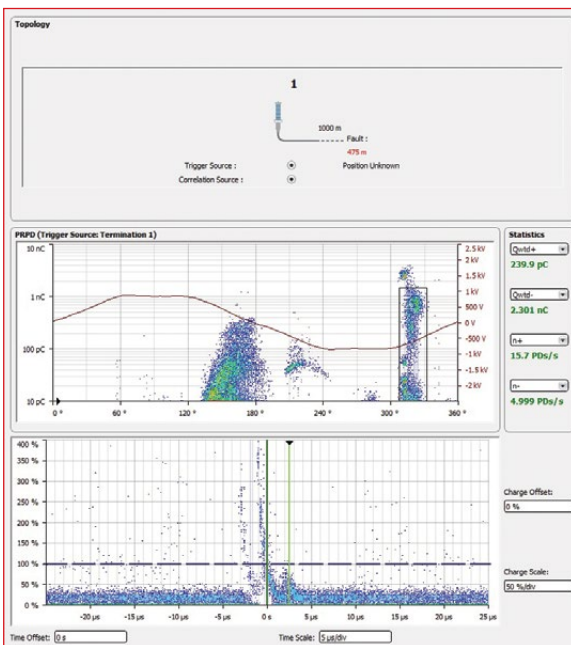 Topology
1
1000 m
Fault :
475 m
Trigger Source :
Position Unknown
Correlation Source :
PRPD (Trigger Source: Termination 1)
10 nC
1 nC
100 pC
10 pC
0 °
60 °
120 °
180 °
240 °
300 °
360 °
2.5 kV
2 kV
1.5 kV
1 kV
500 V
0 V
-500 V
-1 kV
-1.5 kV
-2 kV
Statistics
Qwtd+
239.9 pC
Qwtd-
2.301 nC
n+
15.7 PDs/s
n-
4.999 PDs/s
400 %
350 %
300 %
250 %
200 %
150 %
100 %
50 %
0 %
-20 µs
-15 µs
-10 µs
-5 µs
0 s
5 µs
10 µs
15 µs
20 µs
25 µs
Charge Offset:
0 %
Charge Scale:
50 %/div
Time Offset: 0 s
Time Scale: 5 µs/div